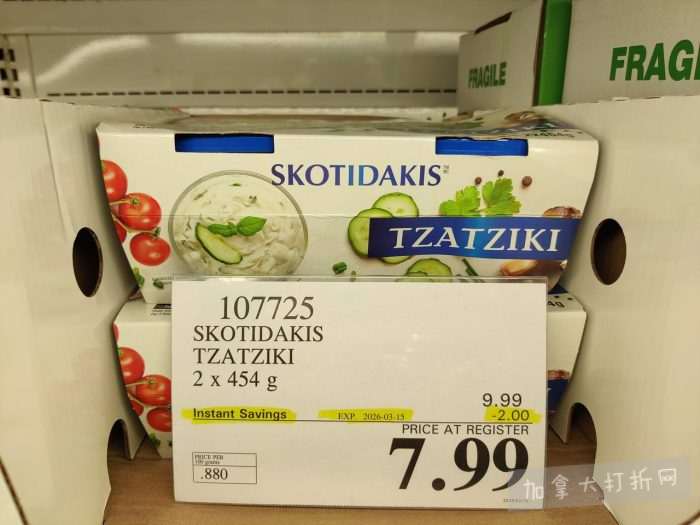 FRAGILE
FRAGI
SKOTIDAKIS
TZATZIKI
107725
SKOTIDAKIS
TZATZIKI
2 x 454 g
9.99
Instant Savings EXP. 2026-03-15 -2.00
PRICE AT REGISTER
7.99
PRICE PER
100 grams
.880
加拿大打折网